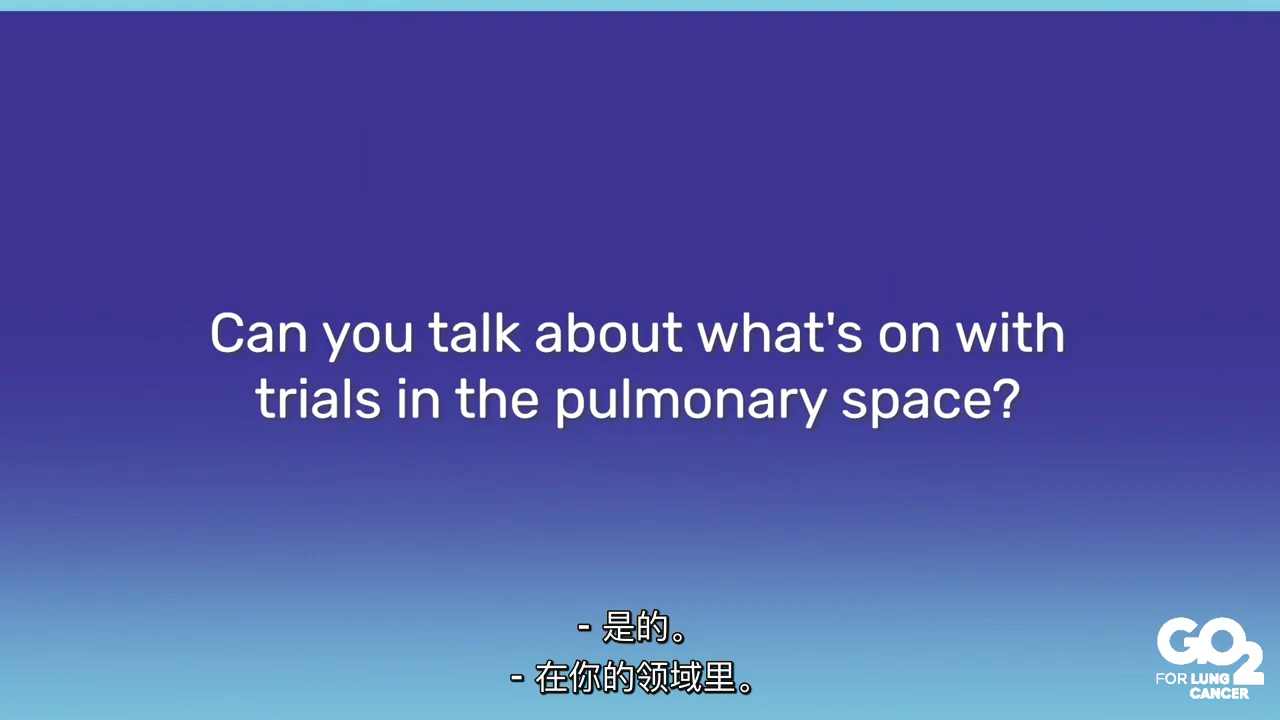 Can you talk about what's on with
trials in the pulmonary space?
- 是的。
- 在你的领域里。
GO2
FOR LUNG
CANCER